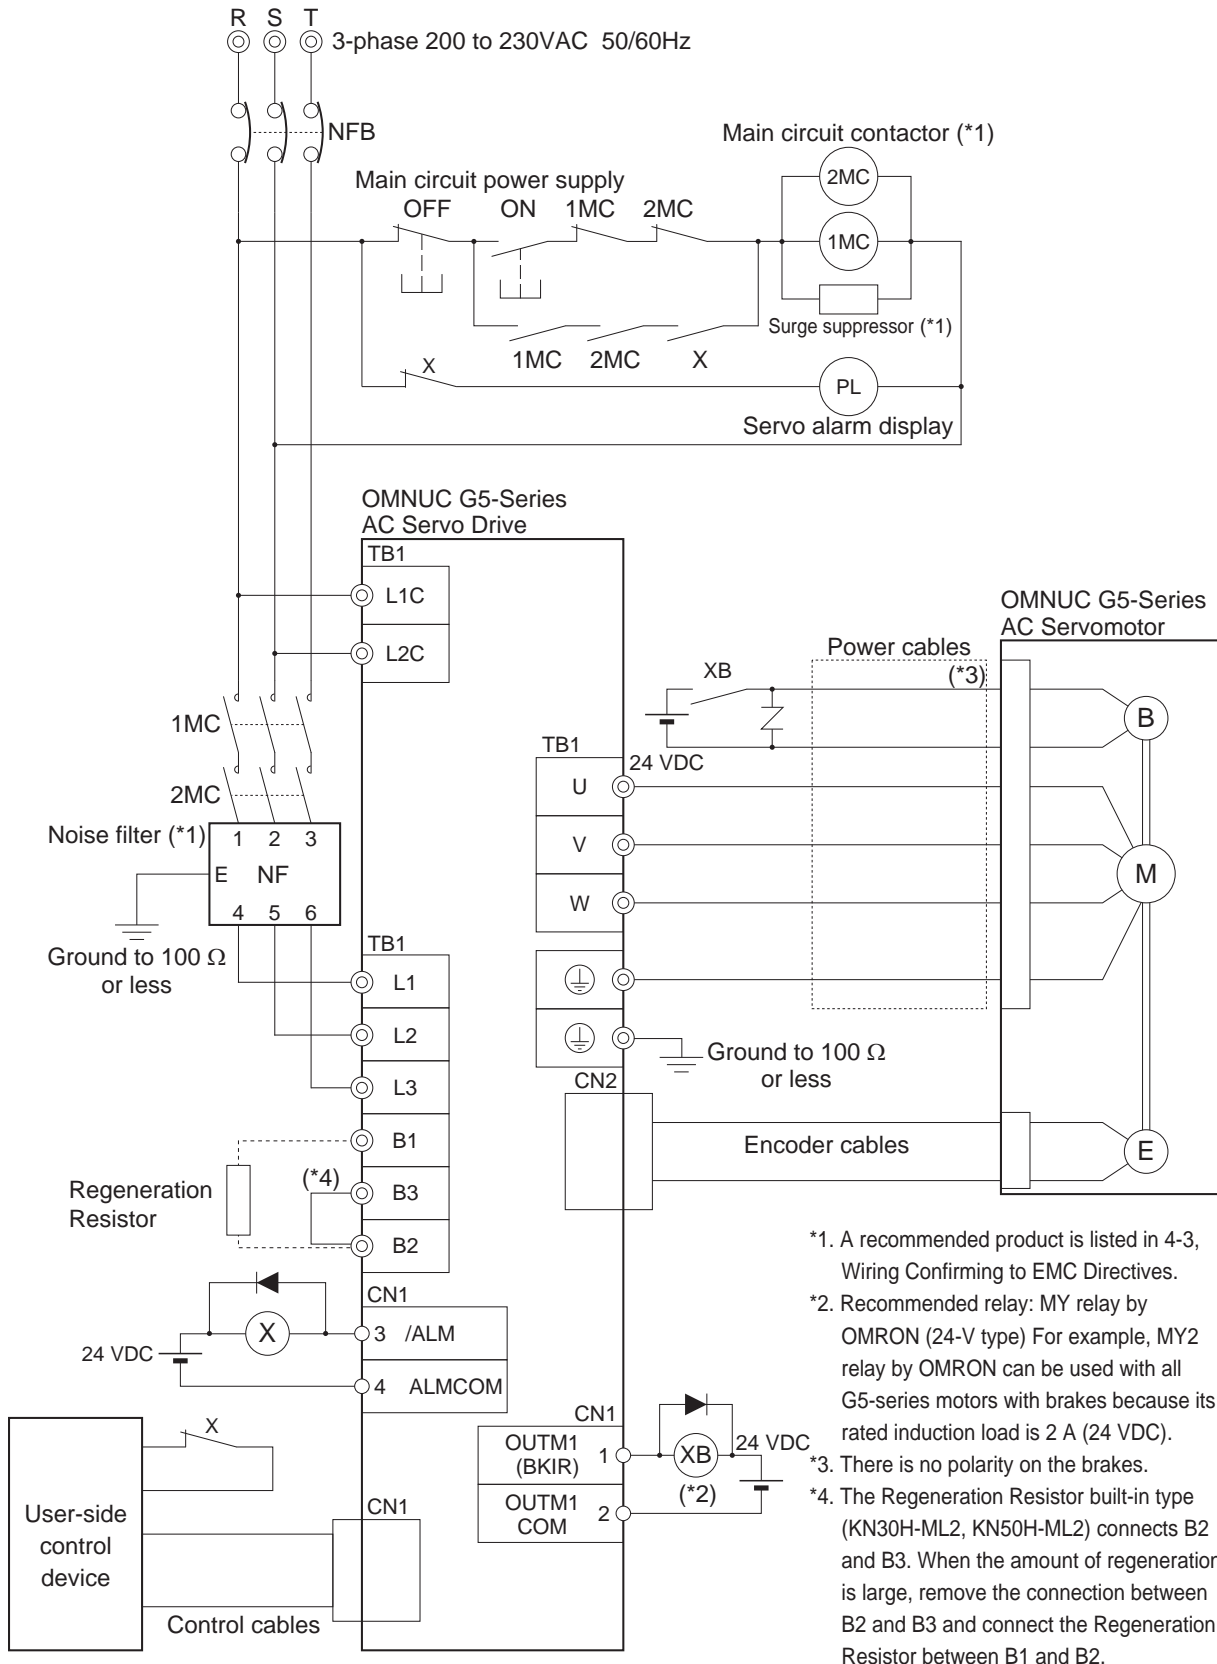 R S T
3-phase 200 to 230VAC 50/60Hz
NFB
Main circuit contactor (*1)
2MC
Main circuit power supply
OFF ON 1MC 2MC
1MC
Surge suppressor (*1)
1MC 2MC X
X
PL
Servo alarm display
OMNUC G5-Series
AC Servo Drive
TB1
L1C
L2C
OMNUC G5-Series
AC Servomotor
Power cables
(*3)
XB
B
24 VDC
1MC
2MC
Noise filter (*1)
1 2 3
E NF
4 5 6
Ground to 100 Ω
or less
TB1
U
V
W
M
TB1
L1
L2
L3
B1
B3
B2
Ground to 100 Ω
or less
CN2
Encoder cables
E
(*4)
Regeneration
Resistor
CN1
3 /ALM
4 ALMCOM
X
24 VDC
CN1
OUTM1
(BKIR)
1
OUTM1
COM
2
XB
(*2)
24 VDC
X
User-side
control
device
CN1
Control cables
*1. A recommended product is listed in 4-3,
Wiring Confirming to EMC Directives.
*2. Recommended relay: MY relay by
OMRON (24-V type) For example, MY2
relay by OMRON can be used with all
G5-series motors with brakes because its
rated induction load is 2 A (24 VDC).
*3. There is no polarity on the brakes.
*4. The Regeneration Resistor built-in type
(KN30H-ML2, KN50H-ML2) connects B2
and B3. When the amount of regeneration
is large, remove the connection between
B2 and B3 and connect the Regeneration
Resistor between B1 and B2.